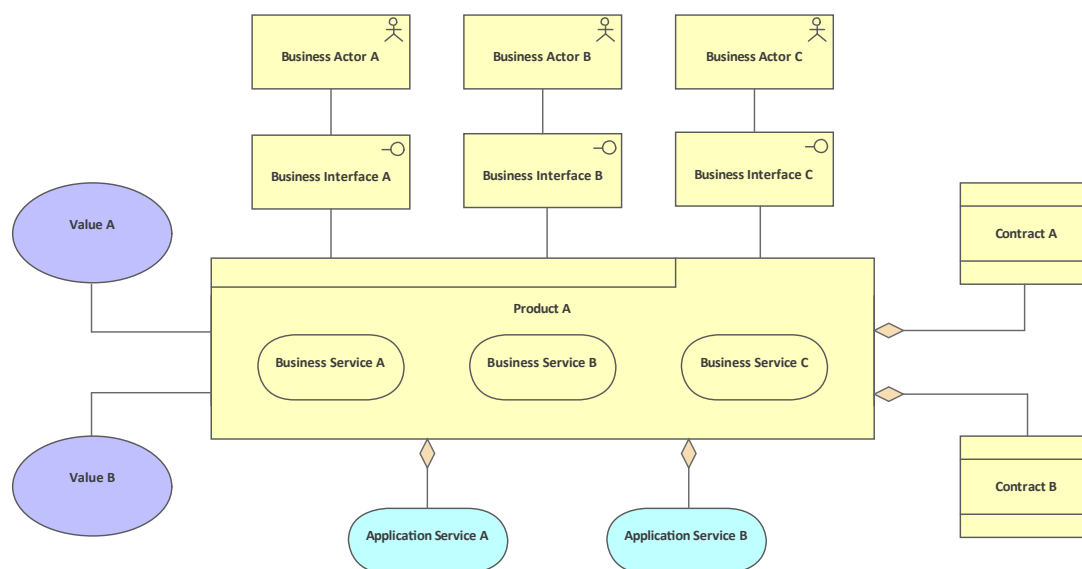 Business Actor A
Business Actor B
Business Actor C
Business Interface A
Business Interface B
Business Interface C
Value A
Contract A
Product A
Business Service A
Business Service B
Business Service C
Value B
Contract B
Application Service A
Application Service B